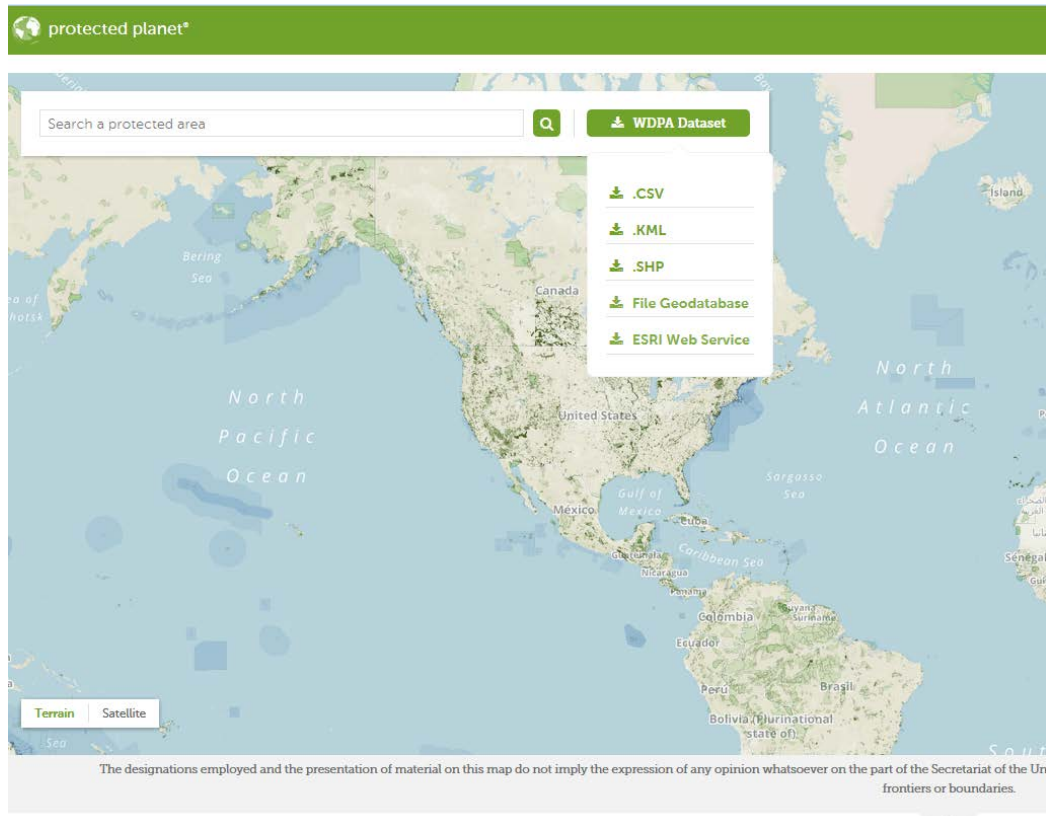 protected planet®
Search a protected area
WDPA Dataset
.CSV
.KML
.SHP
File Geodatabase
ESRI Web Service
Bering
Sea
Island
Canada
North
Pacific
Ocean
United States
North
Atlantic
Ocean
Sargasso
Sea
Gulf of
Mexico
México
Cuba
Caribbean Sea
Guatemala
Nicaragua
Panama
Colombia
Guyana
Suriname
Ecuador
Perú
Brasil
Bolivia (Plurinational
state of)
Sénégal
Terrain
Satellite
Sea
The designations employed and the presentation of material on this map do not imply the expression of any opinion whatsoever on the part of the Secretariat of the Un
frontiers or boundaries.